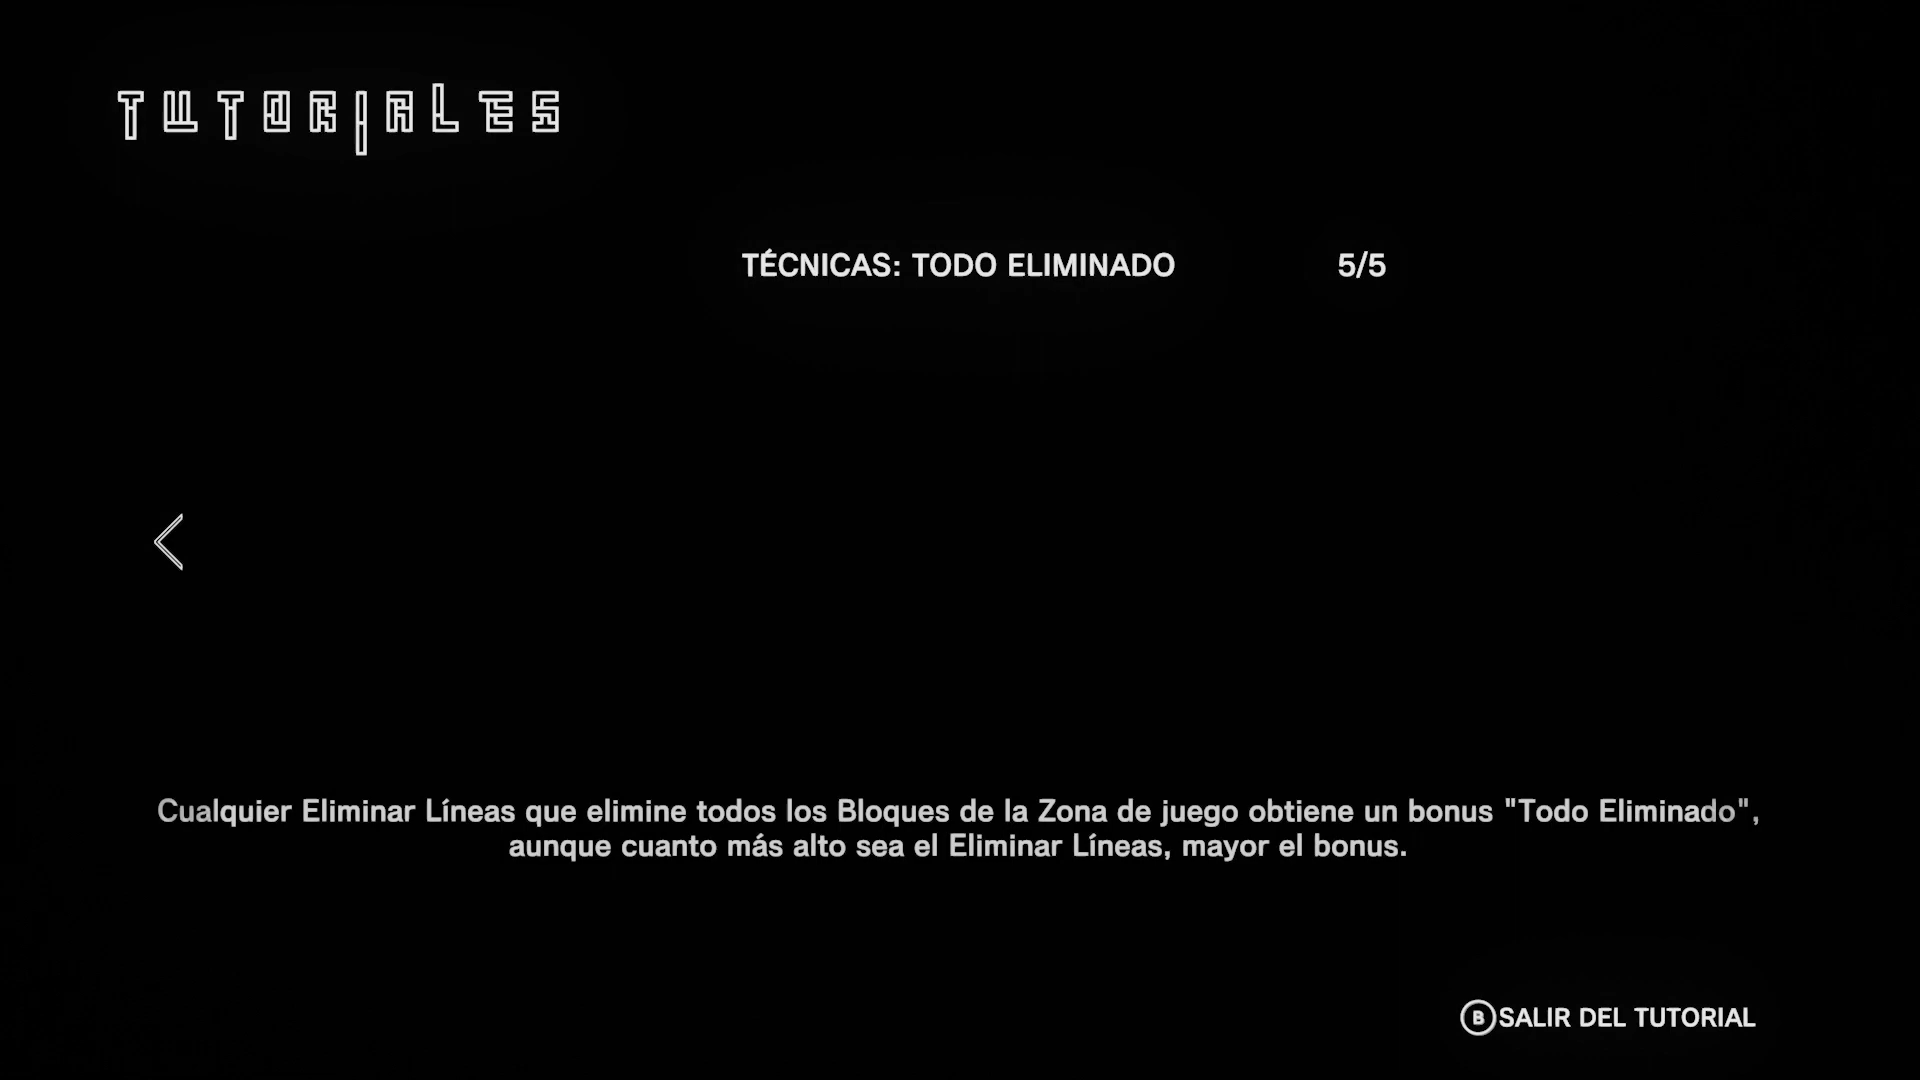 TUTORIALES
TÉCNICAS: TODO ELIMINADO 5/5
Cualquier Eliminar Líneas que elimine todos los Bloques de la Zona de juego obtiene un bonus "Todo Eliminado",
aunque cuanto más alto sea el Eliminar Líneas, mayor el bonus.
B SALIR DEL TUTORIAL